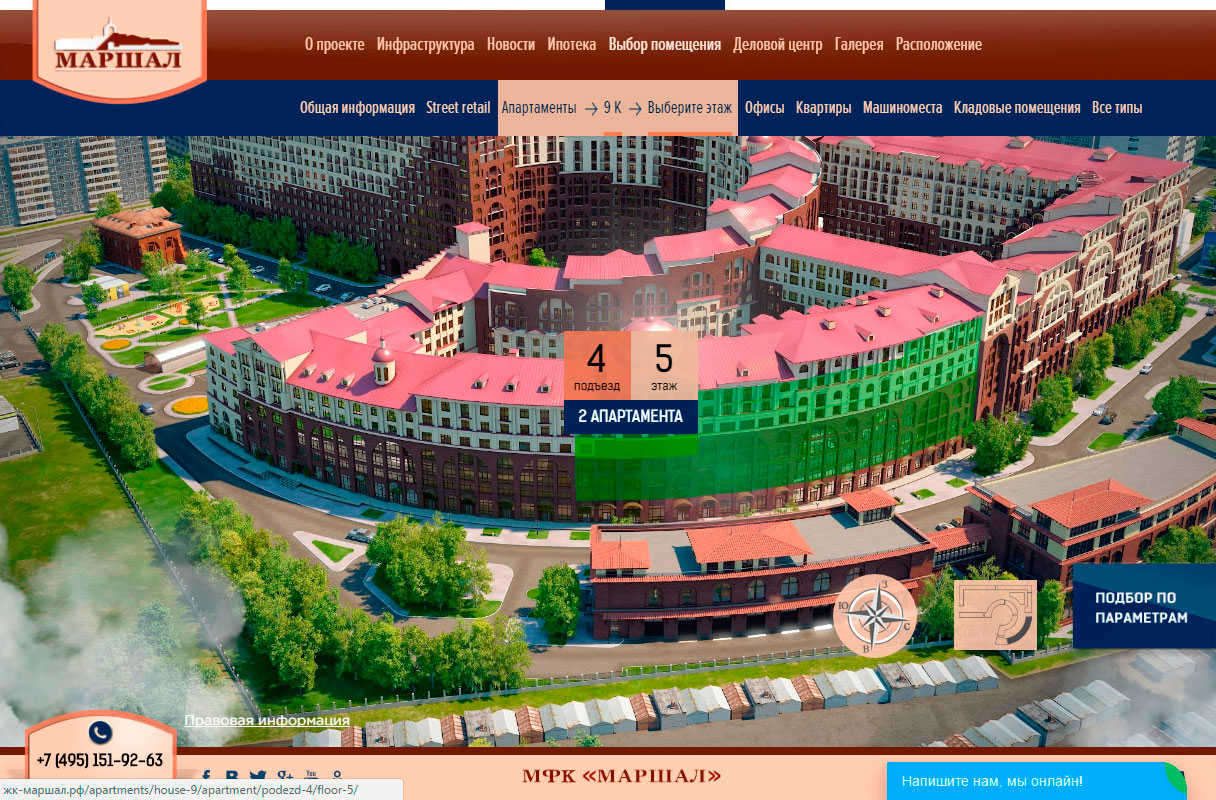 МАРШАЛ
О проекте Инфраструктура Новости Ипотека Выбор помещения Деловой центр Галерея Расположение
Общая информация Street retail Апартаменты → 9 К → Выберите этаж Офисы Квартиры Машиноместа Кладовые помещения Все типы
4 5
подъезд этаж
2 АПАРТАМЕНТА
З
Ю С
В
ПОДБОР ПО
ПАРАМЕТРАМ
Правовая информация
+7 (495) 151-92-63
МФК «МАРШАЛ»
Напишите нам, мы онлайн!
жк-маршал.рф/apartments/house-9/apartment/podezd-4/floor-5/